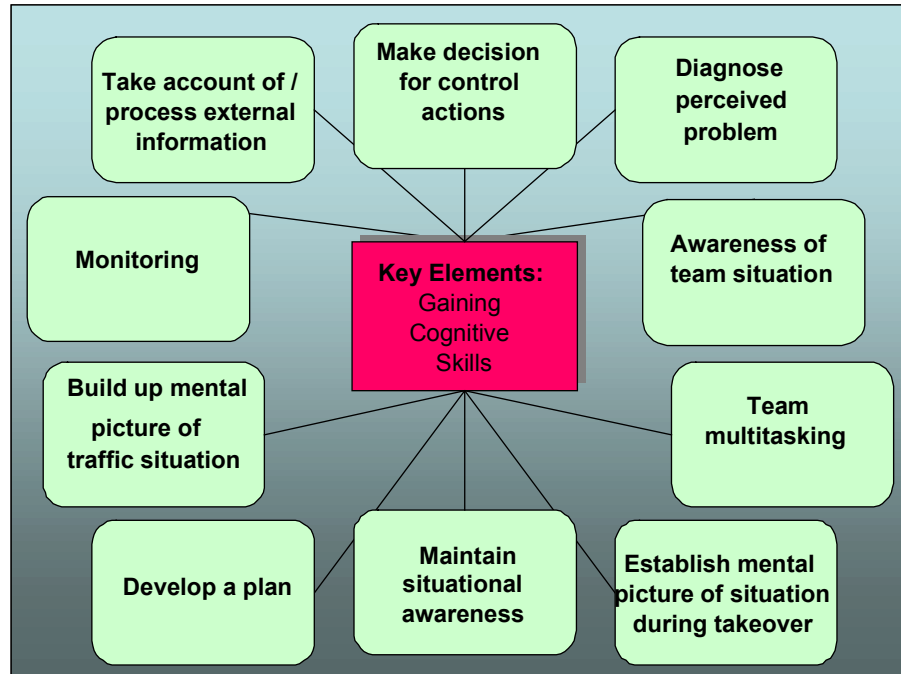 Take account of /
process external
information
Make decision
for control
actions
Diagnose
perceived
problem
Monitoring
Key Elements:
Gaining
Cognitive
Skills
Awareness of
team situation
Build up mental
picture of
traffic situation
Team
multitasking
Develop a plan
Maintain
situational
awareness
Establish mental
picture of situation
during takeover